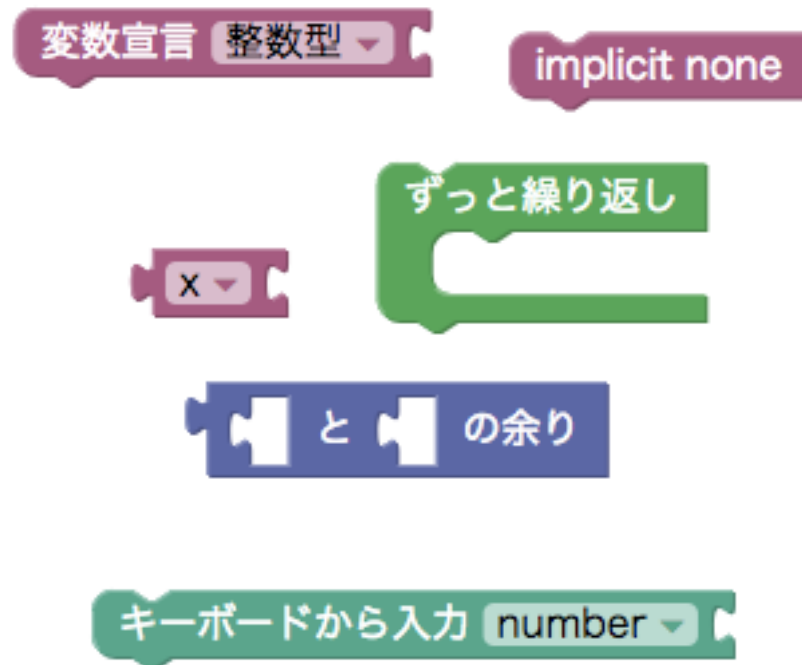 変数宣言 整数型
implicit none
ずっと繰り返し
x
と の余り
キーボードから入力 number